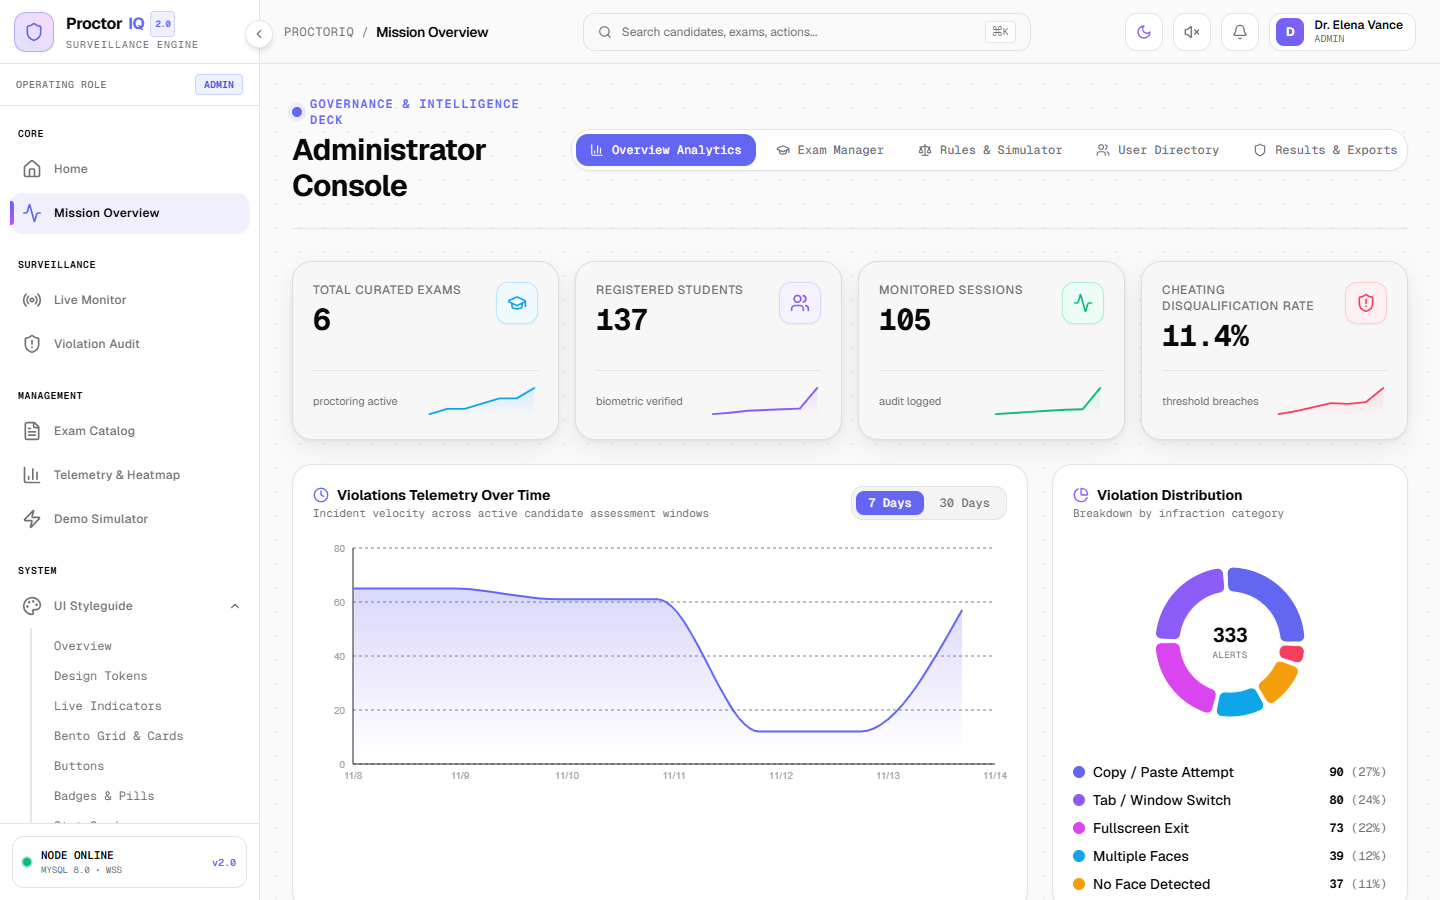 Proctor IQ 2.0
SURVEILLANCE ENGINE
OPERATING ROLE
ADMIN
CORE
Home
Mission Overview
SURVEILLANCE
Live Monitor
Violation Audit
MANAGEMENT
Exam Catalog
Telemetry & Heatmap
Demo Simulator
SYSTEM
UI Styleguide
Overview
Design Tokens
Live Indicators
Bento Grid & Cards
Buttons
Badges & Pills
NODE ONLINE
MYSQL 8.0 • WSS
v2.0
PROCTORIQ / Mission Overview
Search candidates, exams, actions...
⌘K
D
Dr. Elena Vance
ADMIN
GOVERNANCE & INTELLIGENCE
DECK
Administrator
Console
Overview Analytics
Exam Manager
Rules & Simulator
User Directory
Results & Exports
TOTAL CURATED EXAMS
6
proctoring active
REGISTERED STUDENTS
137
biometric verified
MONITORED SESSIONS
105
audit logged
CHEATING
DISQUALIFICATION RATE
11.4%
threshold breaches
Violations Telemetry Over Time
Incident velocity across active candidate assessment windows
7 Days
30 Days
80
60
40
20
0
11/8
11/9
11/10
11/11
11/12
11/13
11/14
Violation Distribution
Breakdown by infraction category
333
ALERTS
Copy / Paste Attempt 90 (27%)
Tab / Window Switch 80 (24%)
Fullscreen Exit 73 (22%)
Multiple Faces 39 (12%)
No Face Detected 37 (11%)